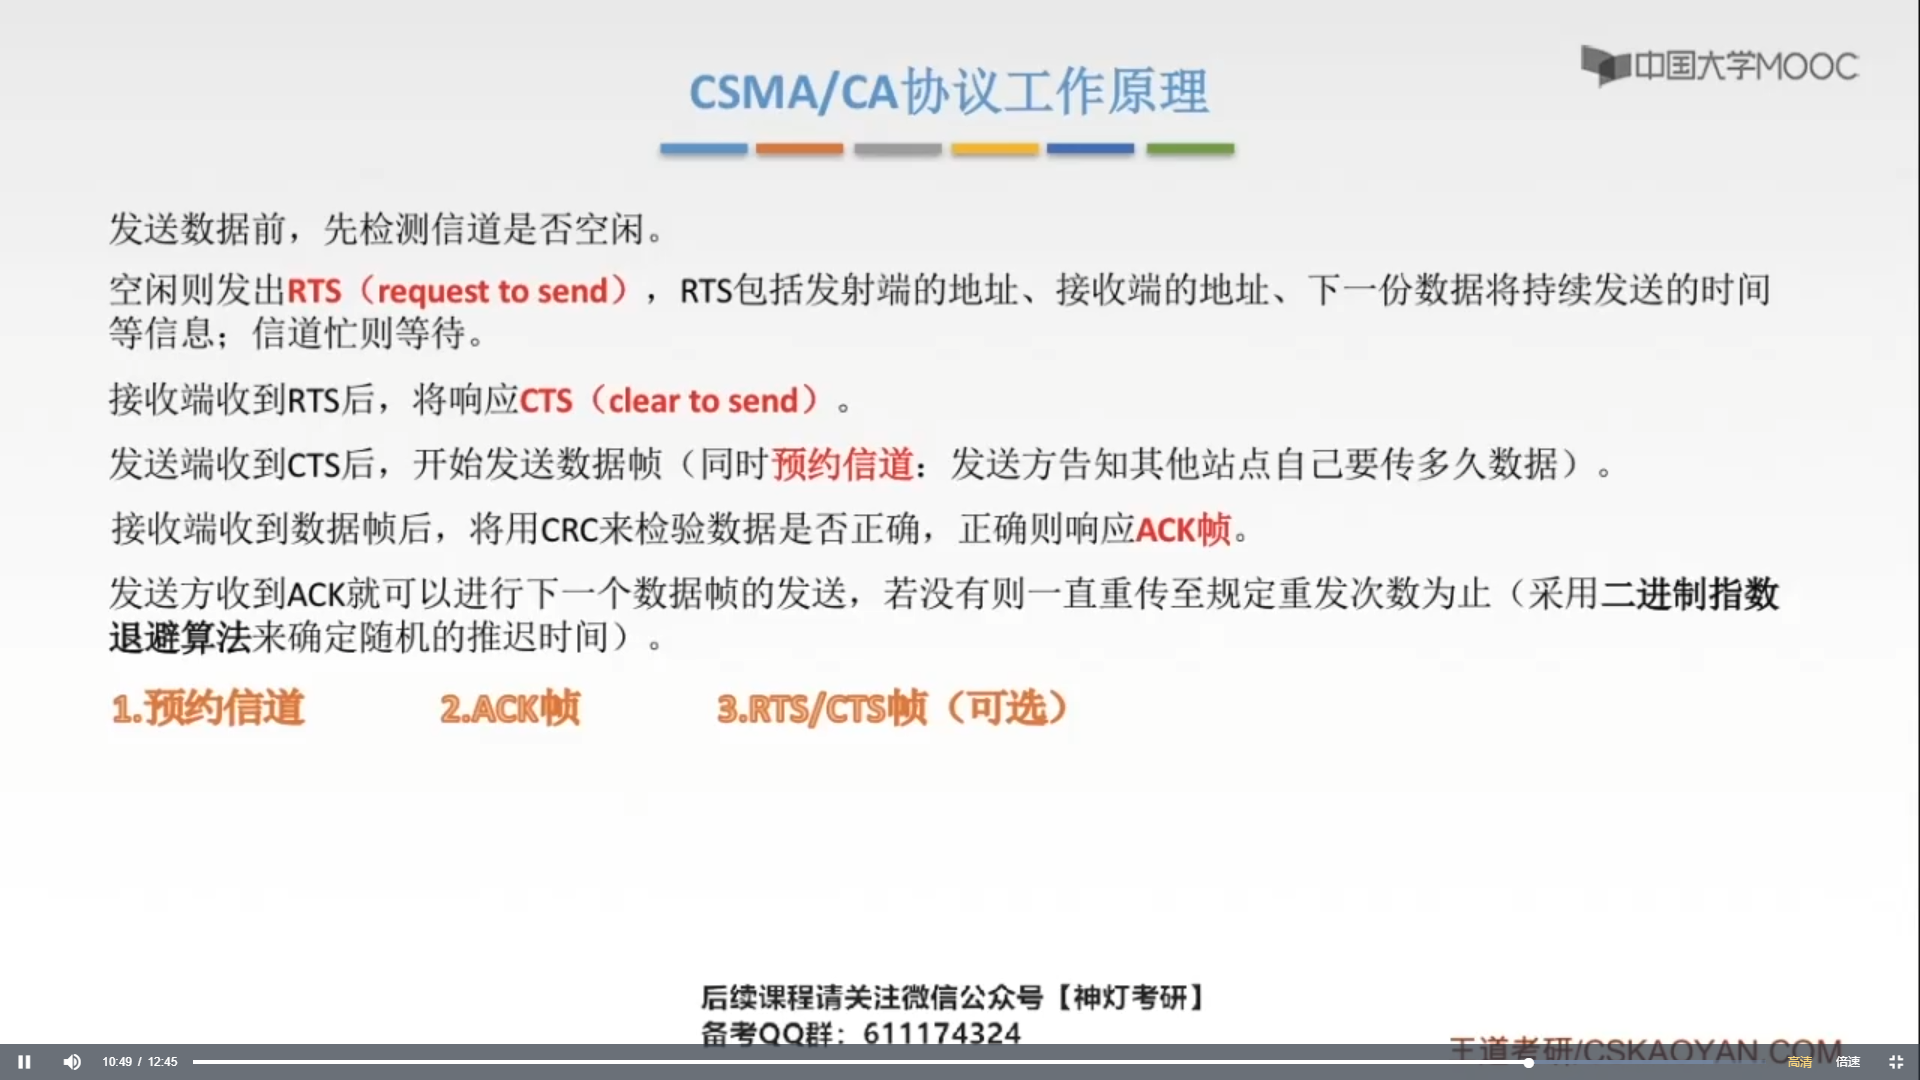 中国大学MOOC
CSMA/CA协议工作原理
发送数据前，先检测信道是否空闲。
空闲则发出RTS（request to send），RTS包括发射端的地址、接收端的地址、下一份数据将持续发送的时间
等信息；信道忙则等待。
接收端收到RTS后，将响应CTS（clear to send）。
发送端收到CTS后，开始发送数据帧（同时预约信道：发送方告知其他站点自己要传多久数据）。
接收端收到数据帧后，将用CRC来检验数据是否正确，正确则响应ACK帧。
发送方收到ACK就可以进行下一个数据帧的发送，若没有则一直重传至规定重发次数为止（采用二进制指数
退避算法来确定随机的推迟时间）。
1.预约信道 2.ACK帧 3.RTS/CTS帧（可选）
后续课程请关注微信公众号【神灯考研】
备考QQ群：611174324
王道考研/CSKAOYAN.COM
10:49 / 12:45 高清 倍速